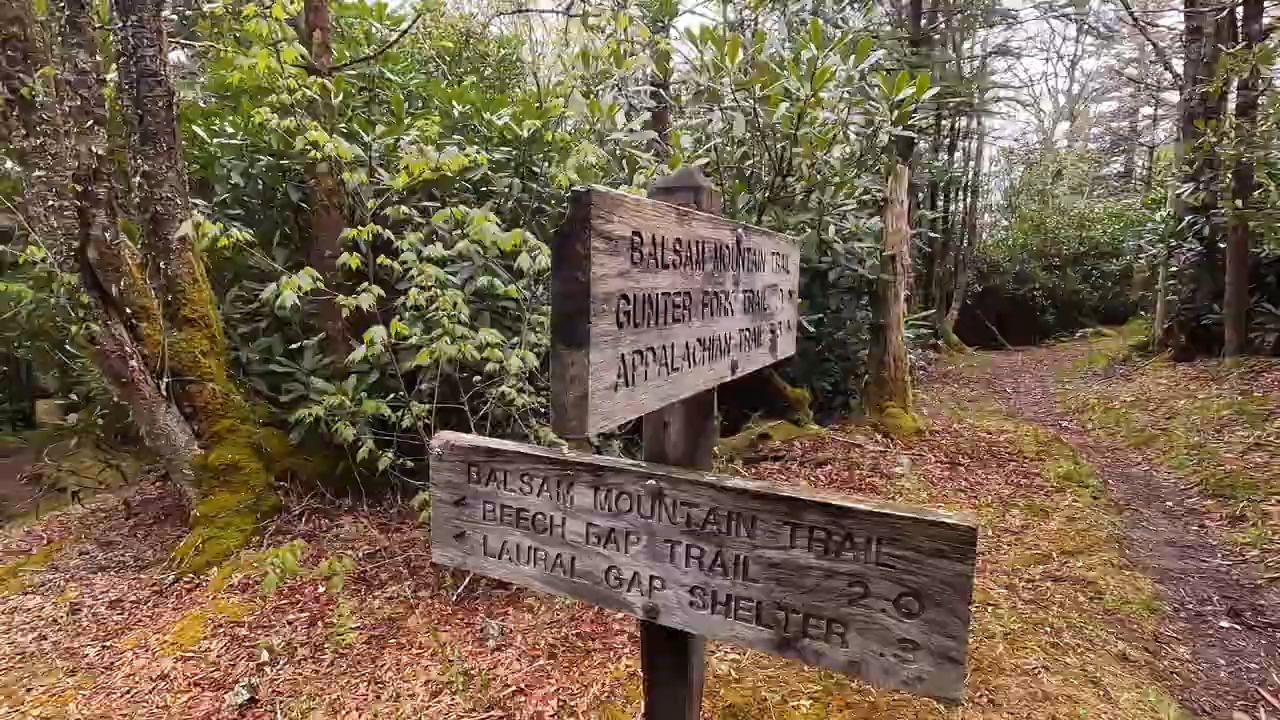 BALSAM MOUNTAIN TRAIL
GUNTER FORK TRAIL
APPALACHIAN TRAIL
BALSAM MOUNTAIN TRAIL
BEECH GAP TRAIL 2.0
LAURAL GAP SHELTER .2